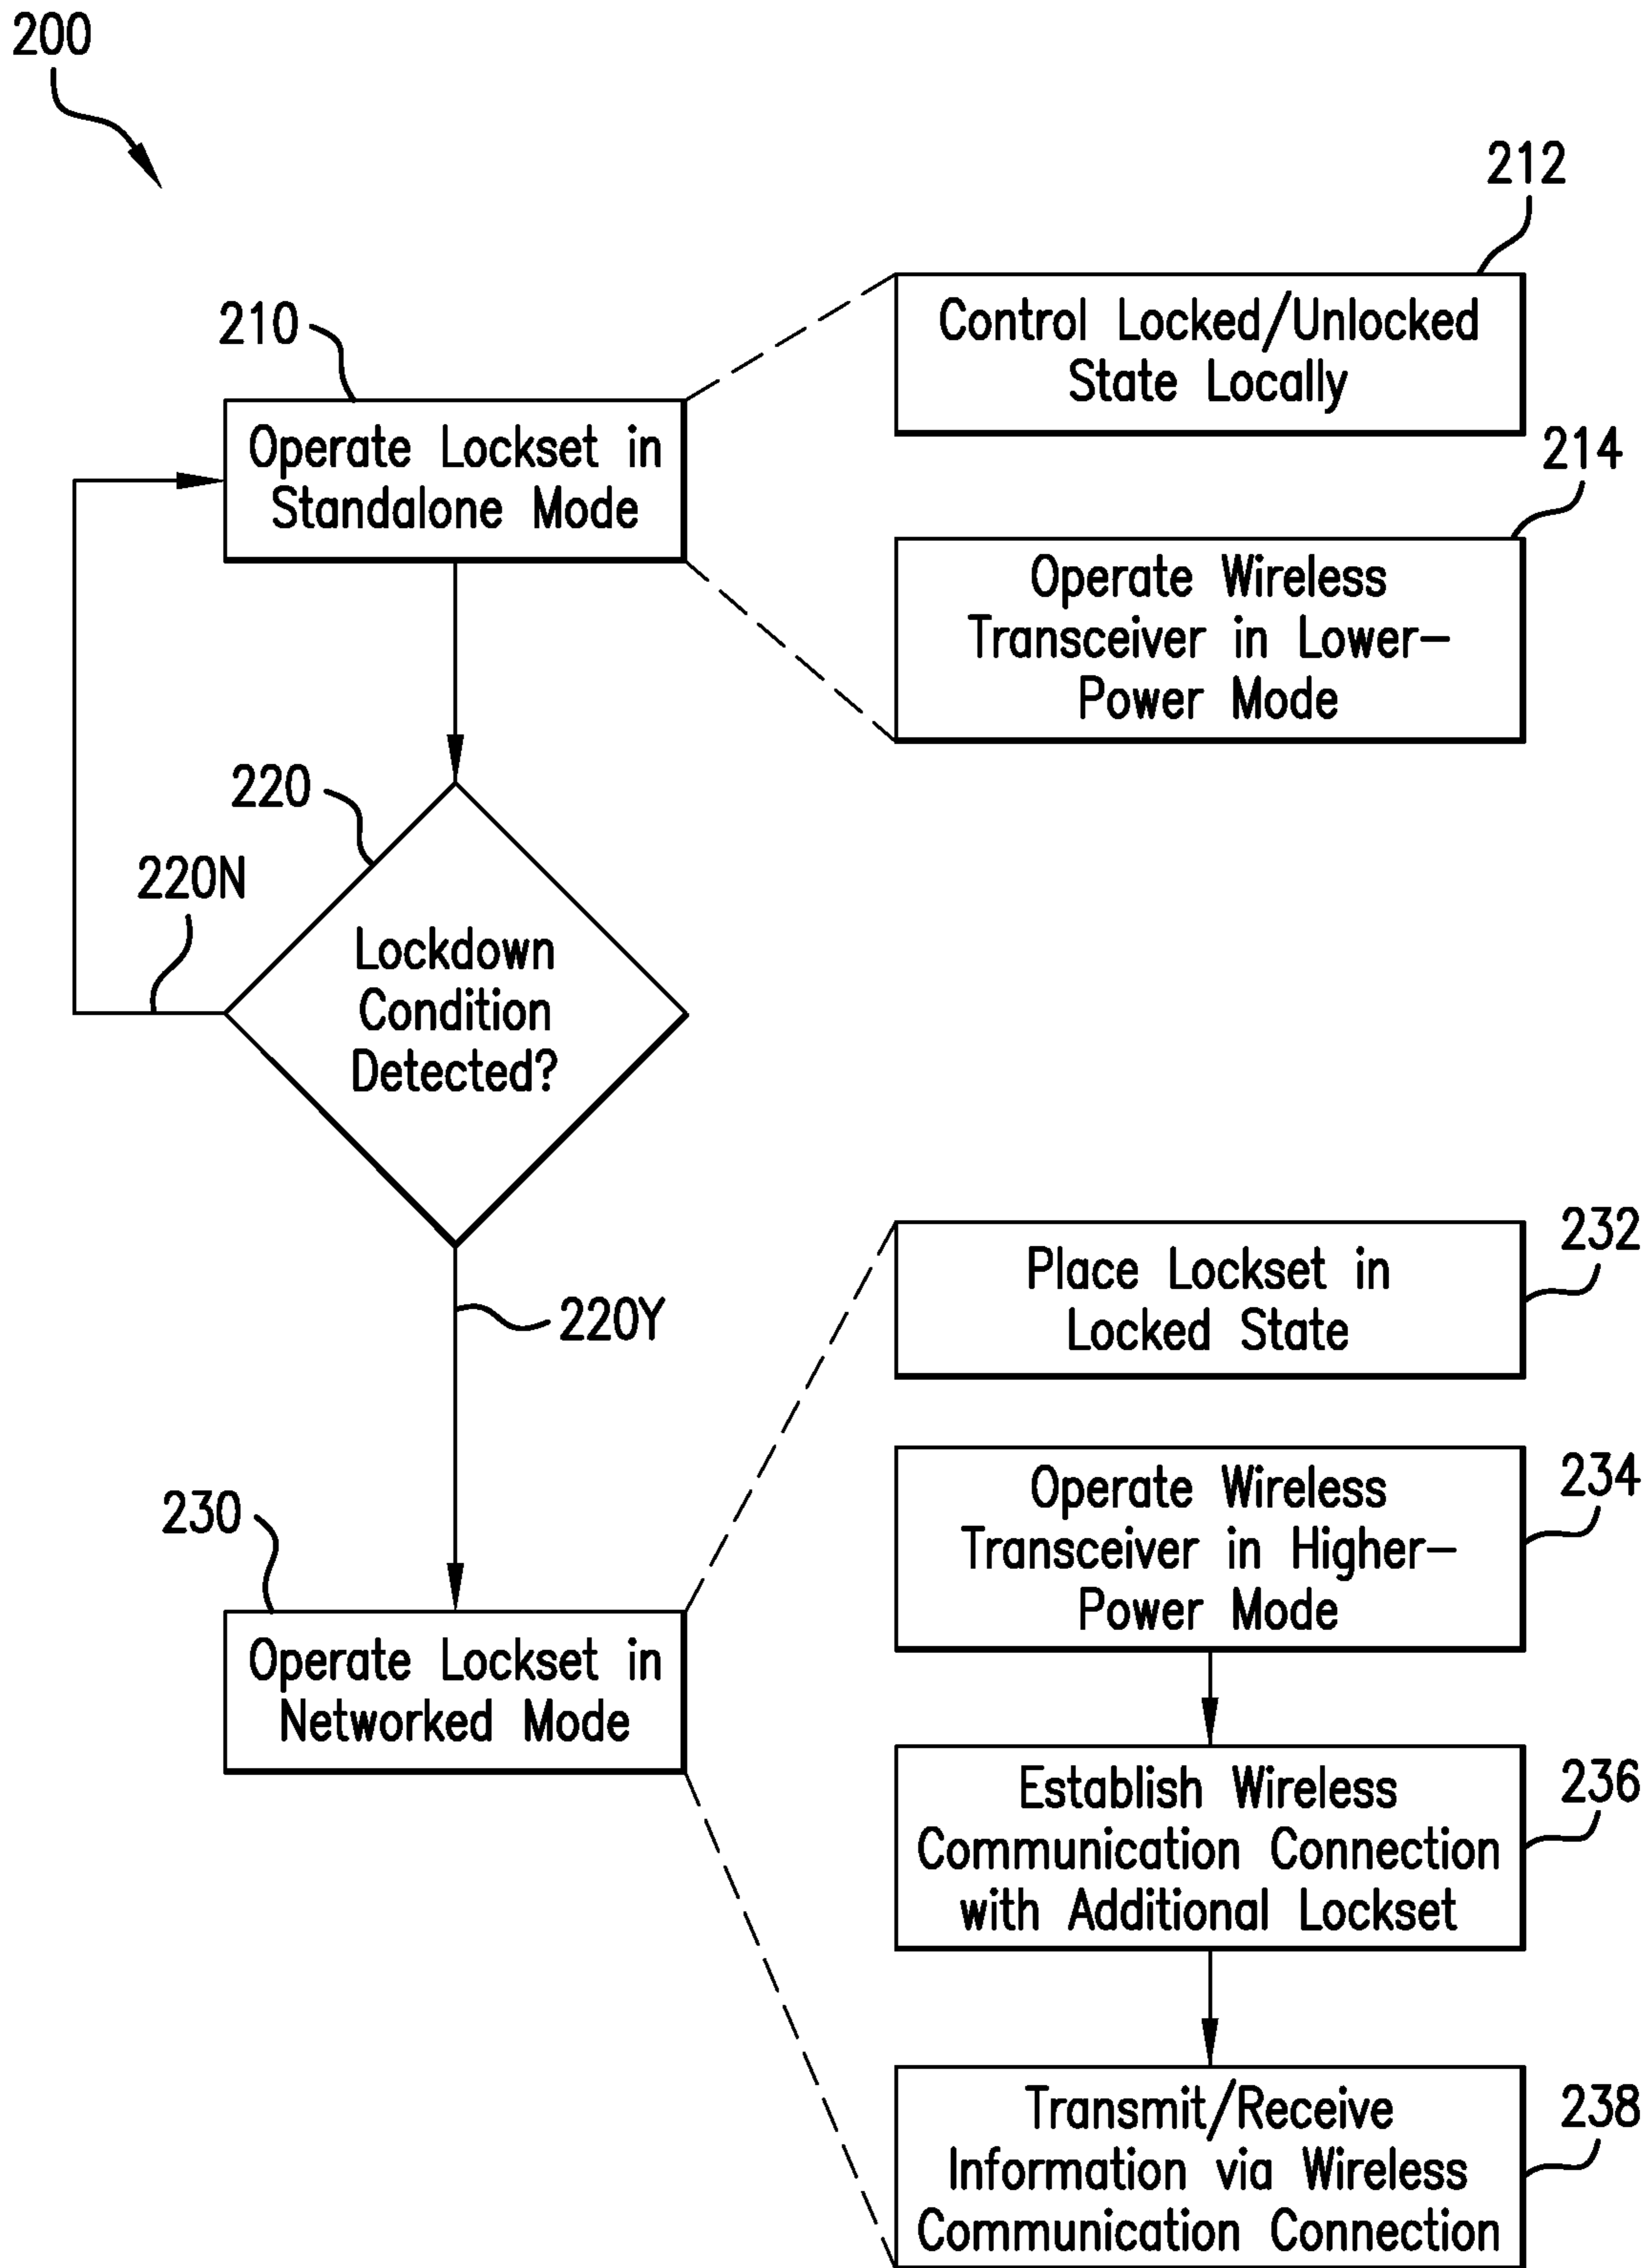 200
212
Control Locked/Unlocked
State Locally
210
Operate Lockset in
Standalone Mode
214
Operate Wireless
Transceiver in Lower-
Power Mode
220
220N
Lockdown
Condition
Detected?
220Y
232
Place Lockset in
Locked State
234
Operate Wireless
Transceiver in Higher-
Power Mode
230
Operate Lockset in
Networked Mode
236
Establish Wireless
Communication Connection
with Additional Lockset
238
Transmit/Receive
Information via Wireless
Communication Connection